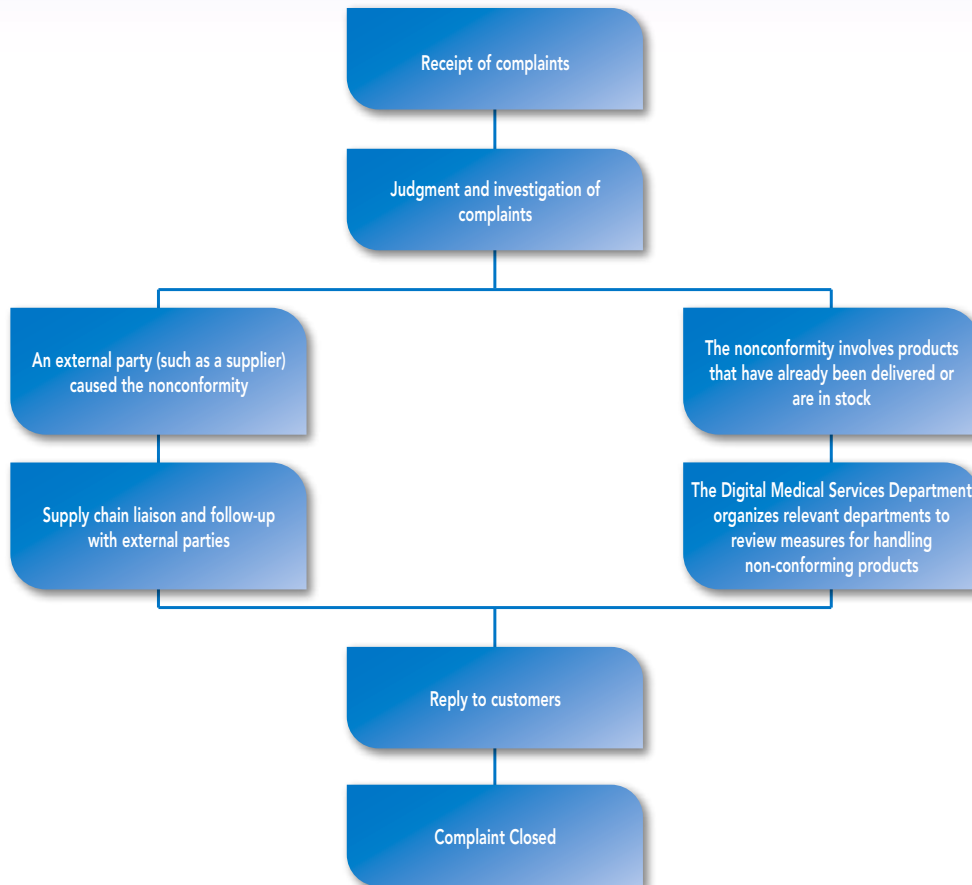 Receipt of complaints
Judgment and investigation of
complaints
An external party (such as a supplier)
caused the nonconformity
The nonconformity involves products
that have already been delivered or
are in stock
Supply chain liaison and follow-up
with external parties
The Digital Medical Services Department
organizes relevant departments to
review measures for handling
non-conforming products
Reply to customers
Complaint Closed